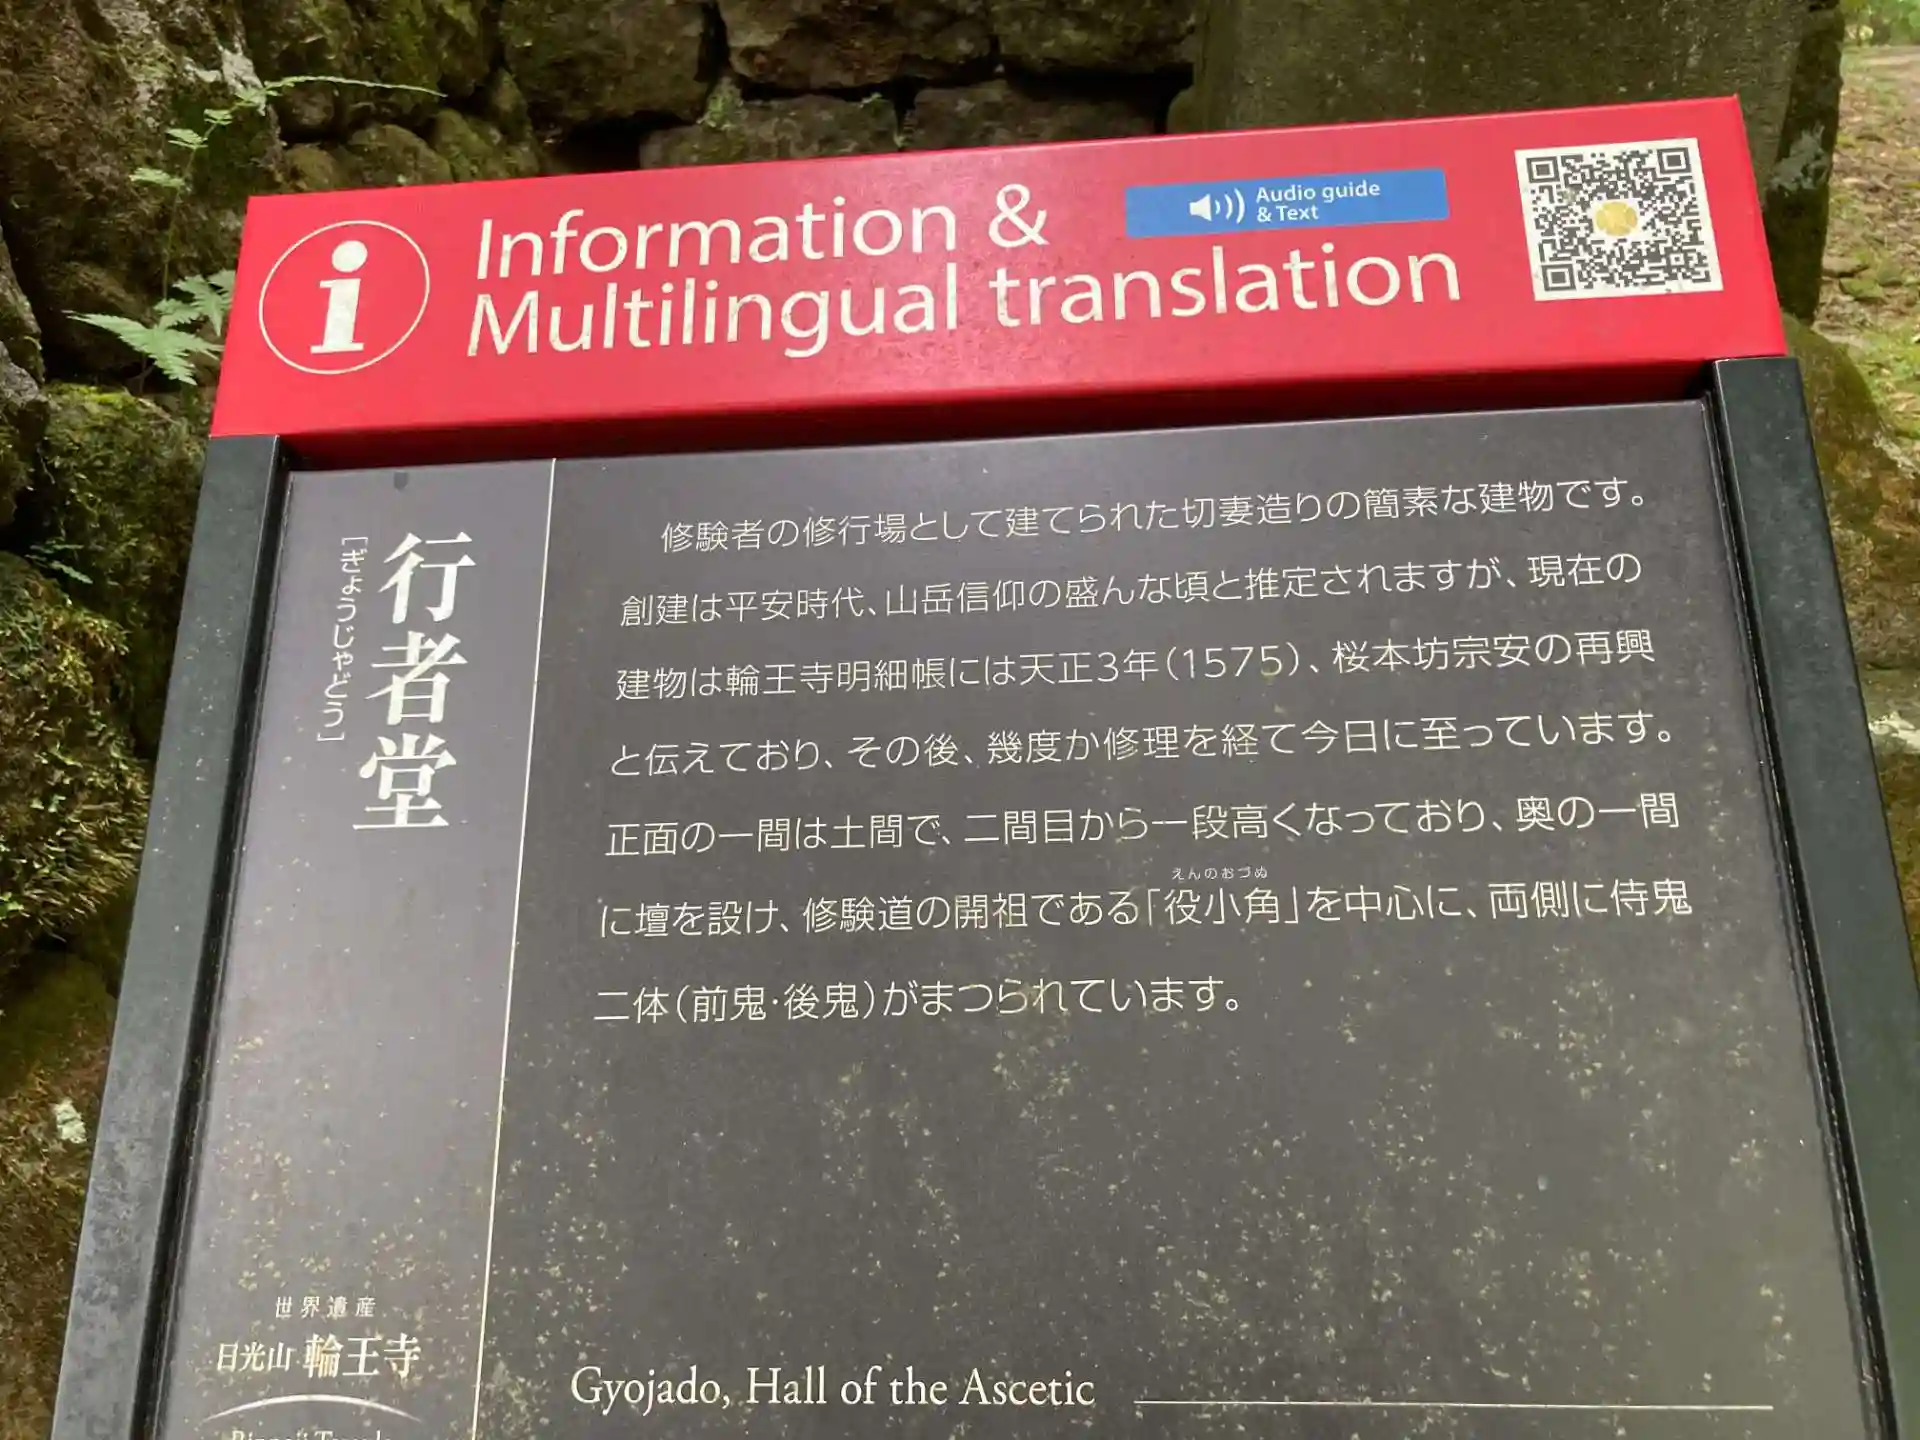 Information &
Multilingual translation
Audio guide
& Text
行者堂
［ぎょうじゃどう］
修験者の修行場として建てられた切妻造りの簡素な建物です。
創建は平安時代、山岳信仰の盛んな頃と推定されますが、現在の
建物は輪王寺明細帳には天正3年（1575）、桜本坊宗安の再興
と伝えており、その後、幾度か修理を経て今日に至っています。
正面の一間は土間で、二間目から一段高くなっており、奥の一間
えんのおづぬ
に壇を設け、修験道の開祖である「役小角」を中心に、両側に侍鬼
二体（前鬼・後鬼）がまつられています。
世界遺産
日光山 輪王寺
Gyojado, Hall of the Ascetic